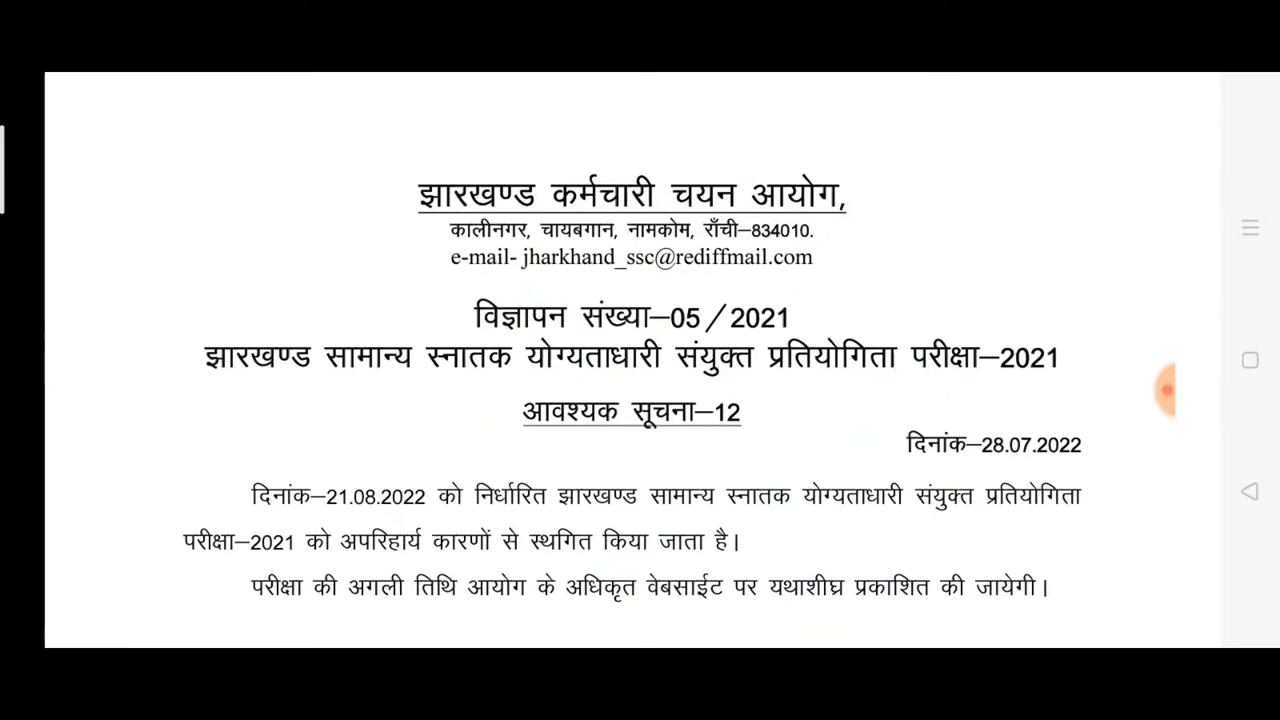 झारखण्ड कर्मचारी चयन आयोग,
कालीनगर, चायबगान, नामकोम, राँची–834010.
e-mail- jharkhand_ssc@rediffmail.com
विज्ञापन संख्या–05/2021
झारखण्ड सामान्य स्नातक योग्यताधारी संयुक्त प्रतियोगिता परीक्षा–2021
आवश्यक सूचना–12
दिनांक–28.07.2022
दिनांक–21.08.2022 को निर्धारित झारखण्ड सामान्य स्नातक योग्यताधारी संयुक्त प्रतियोगिता
परीक्षा–2021 को अपरिहार्य कारणों से स्थगित किया जाता है।
परीक्षा की अगली तिथि आयोग के अधिकृत वेबसाईट पर यथाशीघ्र प्रकाशित की जायेगी।